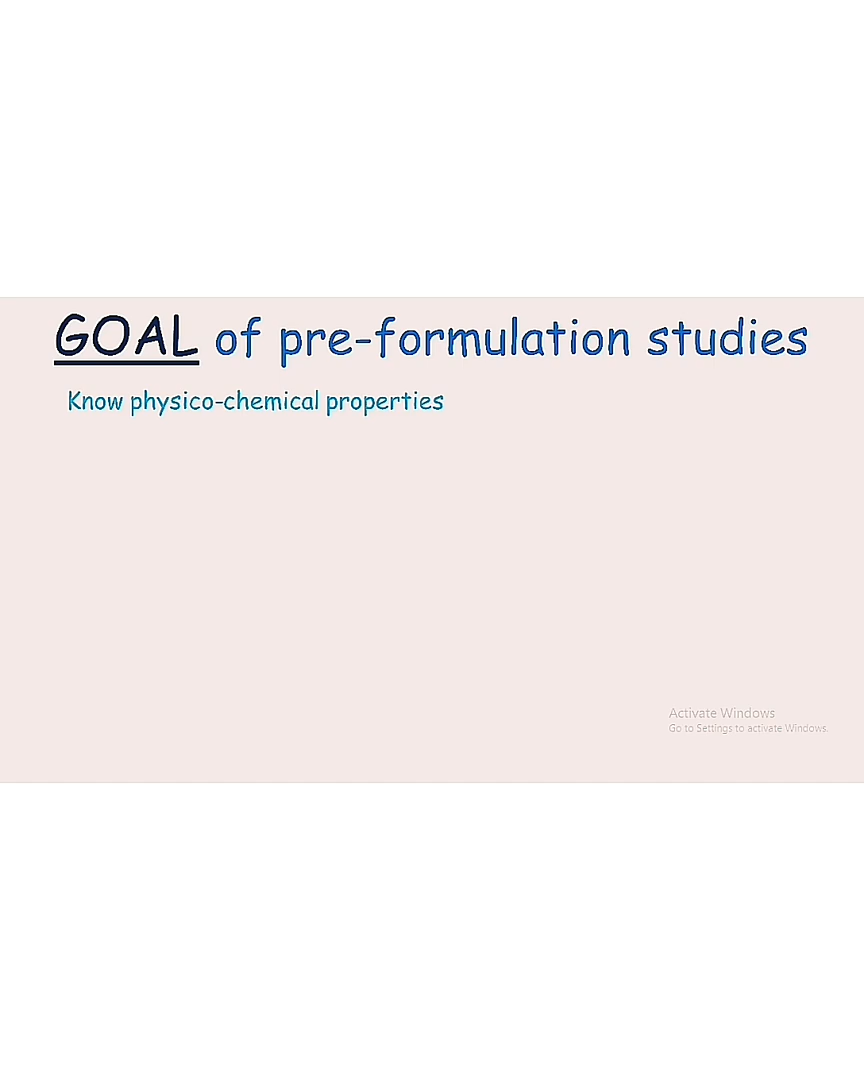 GOAL of pre-formulation studies
Know physico-chemical properties
Activate Windows
Go to Settings to activate Windows.